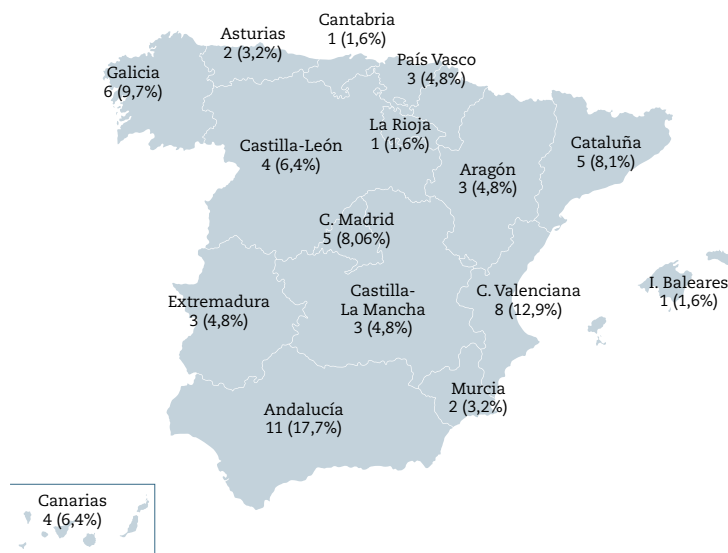 Cantabria
1 (1,6%)
Asturias
2 (3,2%)
País Vasco
3 (4,8%)
Galicia
6 (9,7%)
La Rioja
1 (1,6%)
Castilla-León
4 (6,4%)
Cataluña
5 (8,1%)
Aragón
3 (4,8%)
C. Madrid
5 (8,06%)
I. Baleares
1 (1,6%)
Extremadura
3 (4,8%)
Castilla-
La Mancha
3 (4,8%)
C. Valenciana
8 (12,9%)
Murcia
2 (3,2%)
Andalucía
11 (17,7%)
Canarias
4 (6,4%)